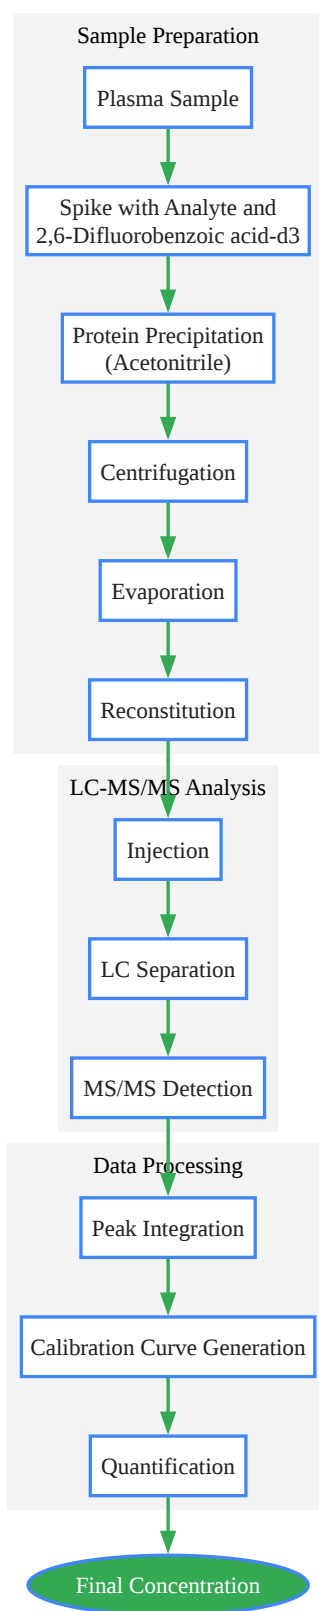 Sample Preparation
Plasma Sample
Spike with Analyte and
2,6-Difluorobenzoic acid-d3
Protein Precipitation
(Acetonitrile)
Centrifugation
Evaporation
Reconstitution
LC-MS/MS Analysis
Injection
LC Separation
MS/MS Detection
Data Processing
Peak Integration
Calibration Curve Generation
Quantification
Final Concentration